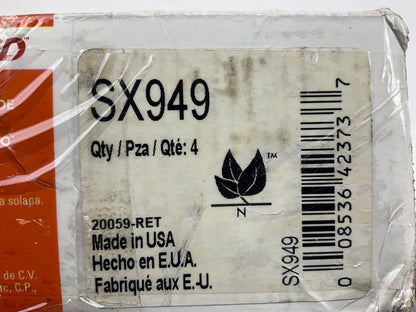 SX949
Qty / Pza / Qté: 4
TM
N
20059-RET
Made in USA
Hecho en E.U.A.
Fabriqué aux E.-U.
SX949
0 08536 42373 7
DE
O
a solapa.
de C.V.
nc, C.P.,